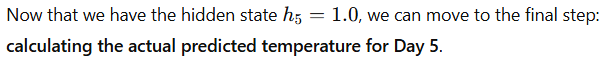 Now that we have the hidden state h₅ = 1.0, we can move to the final step:
calculating the actual predicted temperature for Day 5.